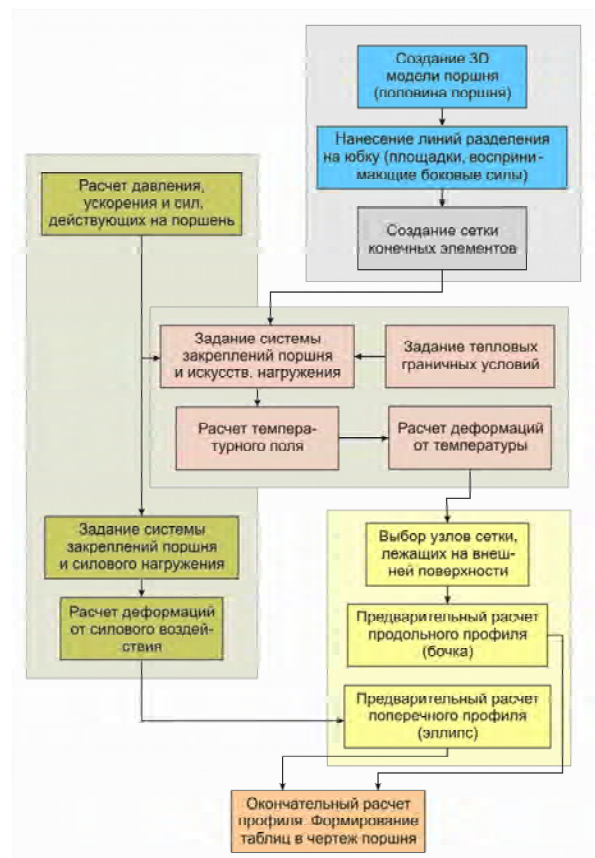 Создание 3D
модели поршня
(половина поршня)
Нанесение линий разделения
на юбку (площадки, восприни-
мающие боковые силы)
Создание сетки
конечных элементов
Расчет давления,
ускорения и сил,
действующих на поршень
Задание системы
закреплений поршня
и искусств. нагружения
Задание тепловых
граничных условий
Расчет темпера-
турного поля
Расчет деформаций
от температуры
Задание системы
закреплений поршня
и силового нагружения
Расчет деформаций
от силового воздей-
ствия
Выбор узлов сетки,
лежащих на внеш-
ней поверхности
Предварительный расчет
продольного профиля
(бочка)
Предварительный расчет
поперечного профиля
(эллипс)
Окончательный расчет
профиля. Формирование
таблиц в чертеж поршня